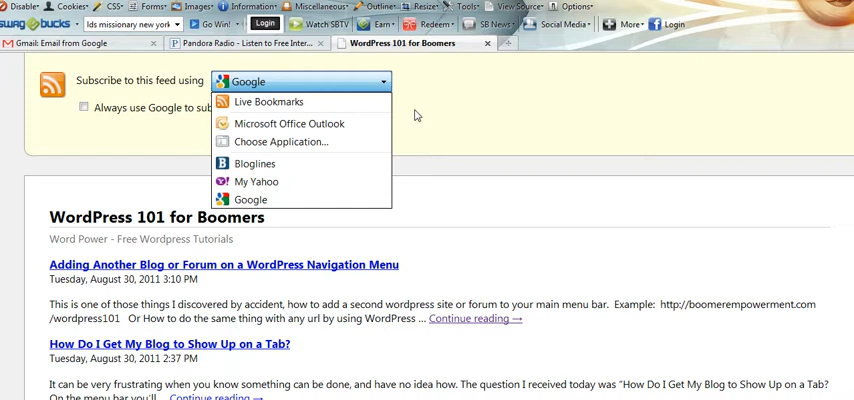 Disable Cookies CSS Forms Images Information Miscellaneous Outline Resize Tools View Source Options
SWAG BUCKS lds missionary new york Go Win! Login Watch SBTV Earn Redeem SB News Social Media More Login
Gmail: Email from Google Pandora Radio - Listen to Free Inter... WordPress 101 for Boomers
Subscribe to this feed using Google
Live Bookmarks
Always use Google to sub
Microsoft Office Outlook
Choose Application...
Bloglines
My Yahoo
Google
WordPress 101 for Boomers
Word Power - Free Wordpress Tutorials
Adding Another Blog or Forum on a WordPress Navigation Menu
Tuesday, August 30, 2011 3:10 PM
This is one of those things I discovered by accident, how to add a second wordpress site or forum to your main menu bar. Example: http://boomerempowerment.com
/wordpress101 Or How to do the same thing with any url by using WordPress ... Continue reading →
How Do I Get My Blog to Show Up on a Tab?
Tuesday, August 30, 2011 2:37 PM
It can be very frustrating when you know something can be done, and have no idea how. The question I received today was "How Do I Get My Blog to Show Up on a Tab?
On the menu bar you'll ... Continue reading →